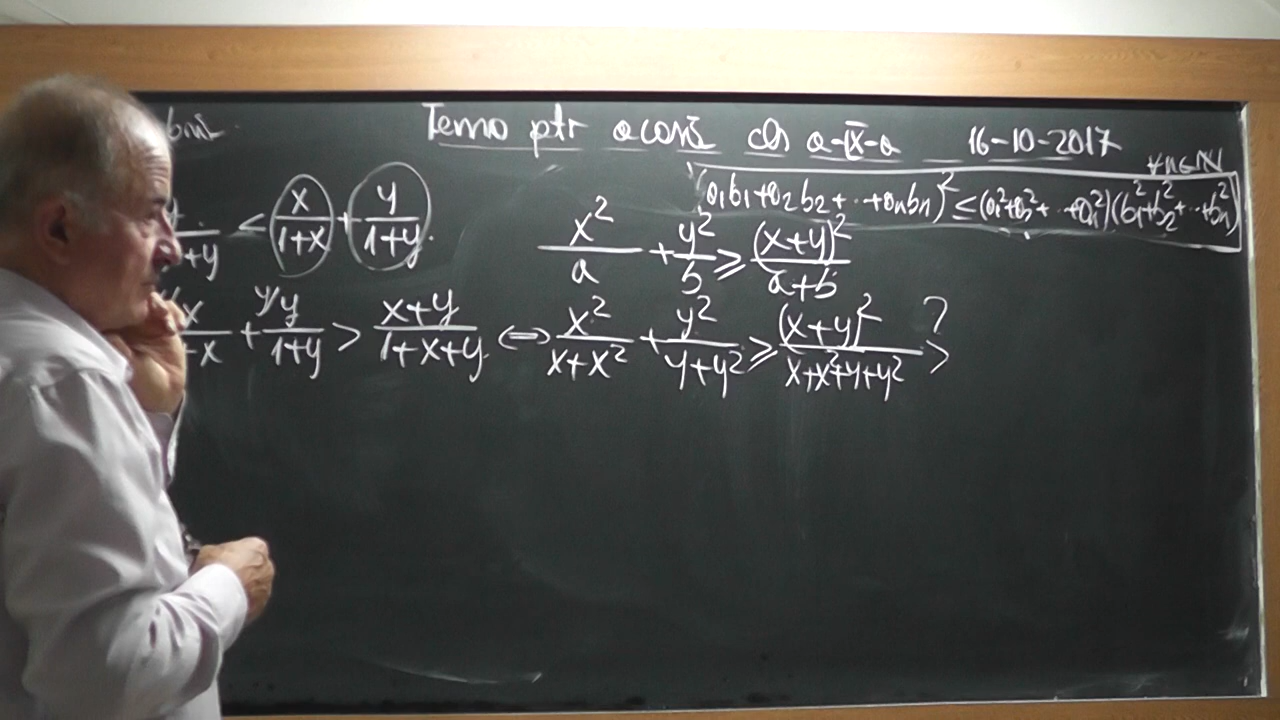 Temă ptr acasă cls a-IX-a 16-10-2017
∀n∈ℕ
(a₁b₁+a₂b₂+...+aₙbₙ)² ≤ (a₁²+a₂²+...+aₙ²)(b₁²+b₂²+...+bₙ²)
+y < x/(1+x) + y/(1+y). x²/a + y²/b ≥ (x+y)²/(a+b)
x/ -x + y/y/(1+y) > (x+y)/(1+x+y) ⇔ x²/(x+x²) + y²/(y+y²) ≥ (x+y)²/(x+x²+y+y²) ? >